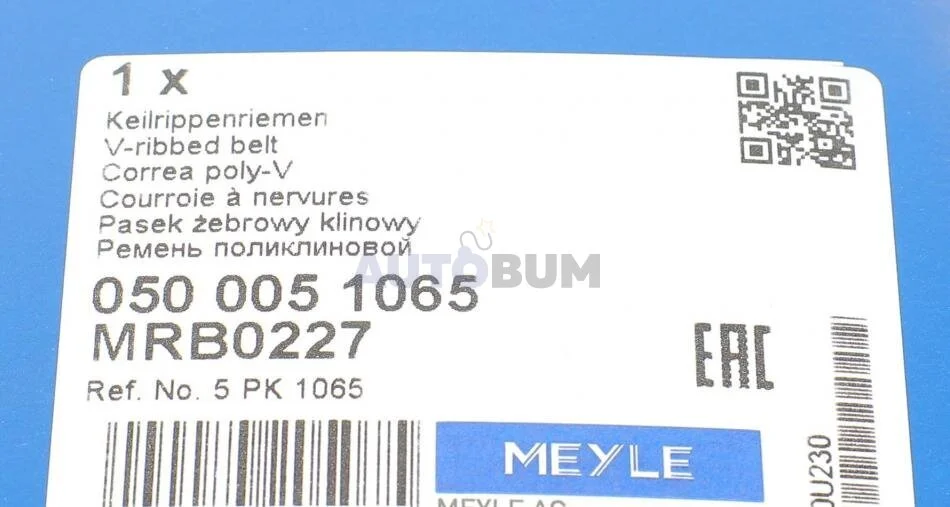 1 x
Keilrippenriemen
V-ribbed belt
Correa poly-V
Courroie à nervures
Pasek żebrowy klinowy
Ремень поликлиновой
AUTOBUM
050 005 1065
MRB0227
EAC
Ref. No. 5 PK 1065
MEYLE
MEYLE AG
0U230